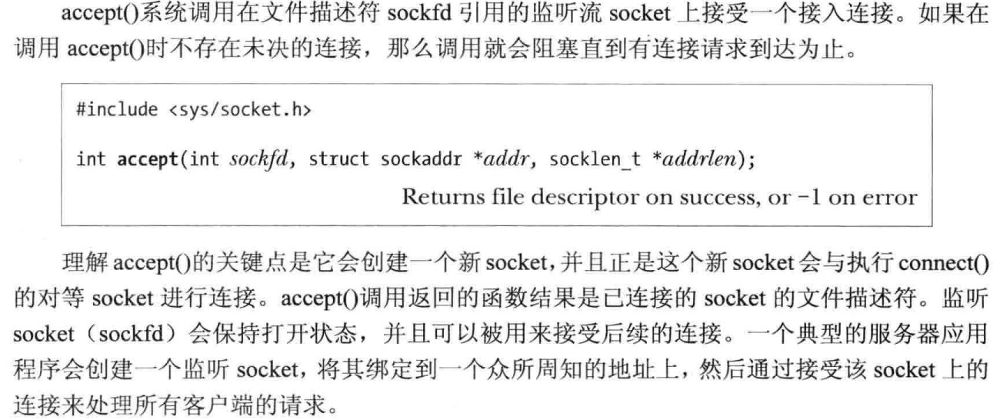 accept()系统调用在文件描述符 sockfd 引用的监听流 socket 上接受一个接入连接。如果在
调用 accept()时不存在未决的连接，那么调用就会阻塞直到有连接请求到达为止。
#include <sys/socket.h>
int accept(int sockfd, struct sockaddr *addr, socklen_t *addrlen);
Returns file descriptor on success, or −1 on error
理解 accept()的关键点是它会创建一个新 socket，并且正是这个新 socket 会与执行 connect()
的对等 socket 进行连接。accept()调用返回的函数结果是已连接的 socket 的文件描述符。监听
socket（sockfd）会保持打开状态，并且可以被用来接受后续的连接。一个典型的服务器应用
程序会创建一个监听 socket，将其绑定到一个众所周知的地址上，然后通过接受该 socket 上的
连接来处理所有客户端的请求。